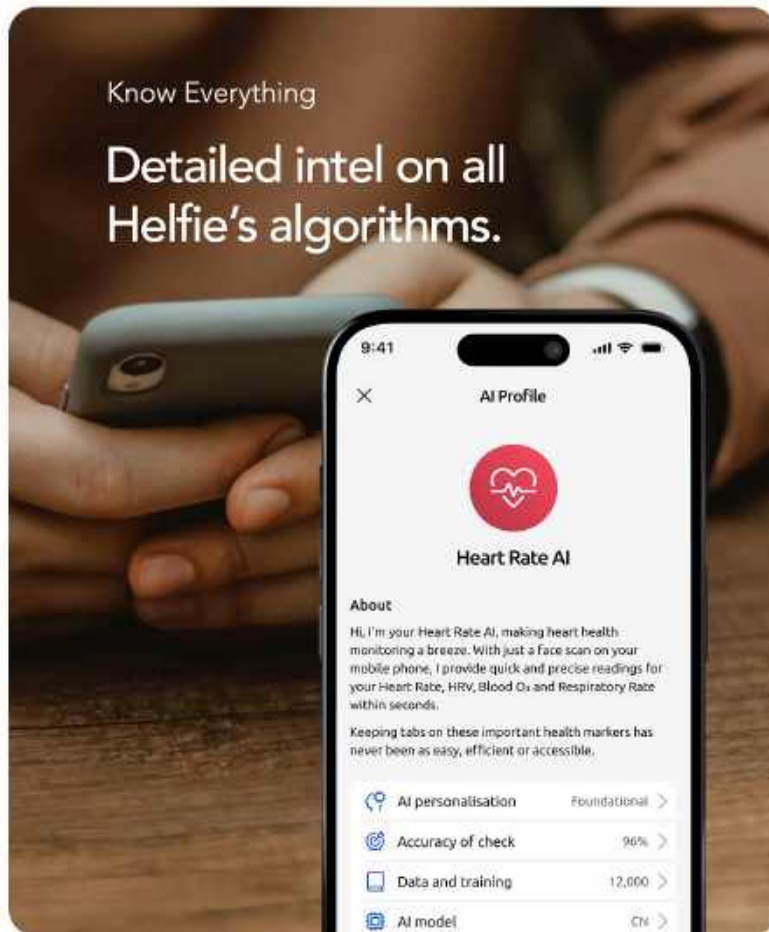 Know Everything
Detailed intel on all
Helfie's algorithms.
9:41
AI Profile
Heart Rate AI
About
Hi, I'm your Heart Rate AI, making heart health
monitoring a breeze. With just a face scan on your
mobile phone, I provide quick and precise readings for
your Heart Rate, HRV, Blood O₂ and Respiratory Rate
within seconds.
Keeping tabs on these important health markers has
never been as easy, efficient or accessible.
AI personalisation Foundational
Accuracy of check 96%
Data and training 12,000
AI model